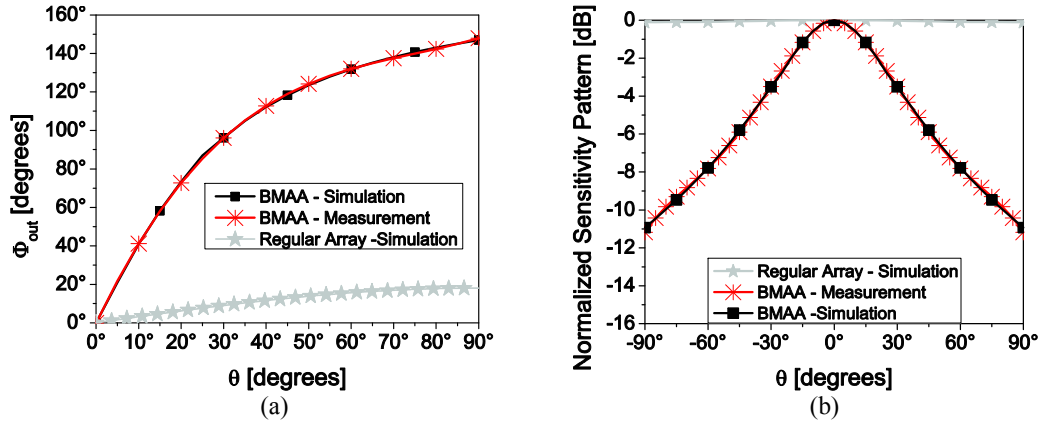 160°
140°
120°
100°
80°
60°
40°
20°
0°
Φout [degrees]
BMAA - Simulation
BMAA - Measurement
Regular Array -Simulation
0° 10° 20° 30° 40° 50° 60° 70° 80° 90°
θ [degrees]
(a)
Normalized Sensitivity Pattern [dB]
0
-2
-4
-6
-8
-10
-12
-14
-16
Regular Array - Simulation
BMAA - Measurement
BMAA -Simulation
-90° -60° -30° 0° 30° 60° 90°
θ [degrees]
(b)